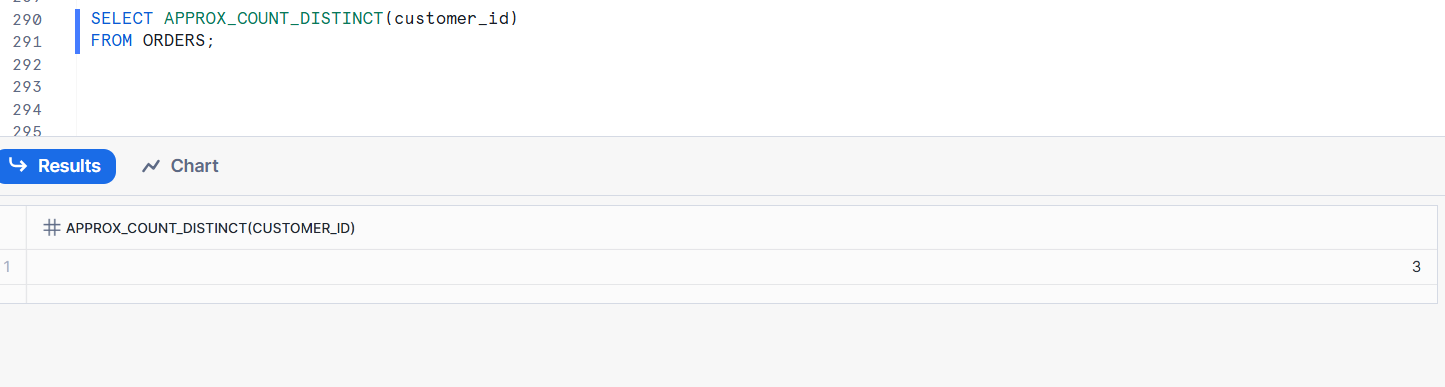 290 SELECT APPROX_COUNT_DISTINCT(customer_id)
291 FROM ORDERS;
292
293
294
295
Results Chart
APPROX_COUNT_DISTINCT(CUSTOMER_ID)
1 3